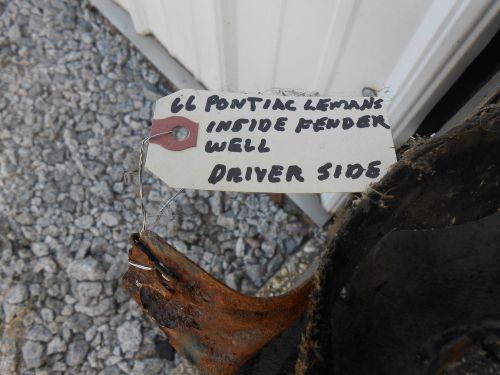 66 PONTIAC LEMANS
INSIDE FENDER
WELL
DRIVER SIDE